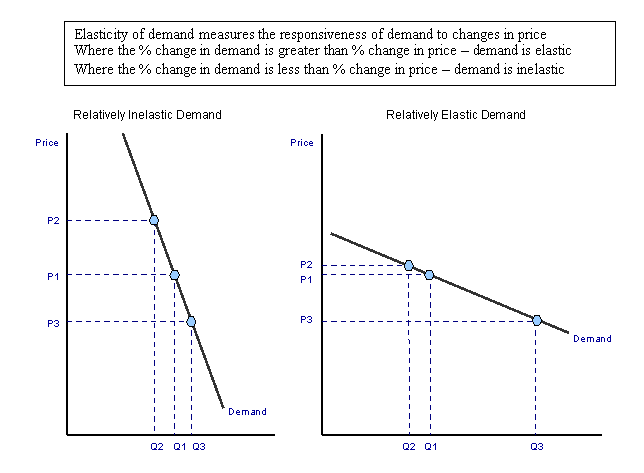 Elasticity of demand measures the responsiveness of demand to changes in price
Where the % change in demand is greater than % change in price – demand is elastic
Where the % change in demand is less than % change in price – demand is inelastic
Relatively Inelastic Demand
Price
P2
P1
P3
Demand
Q2 Q1 Q3
Relatively Elastic Demand
Price
P2
P1
P3
Demand
Q2 Q1 Q3